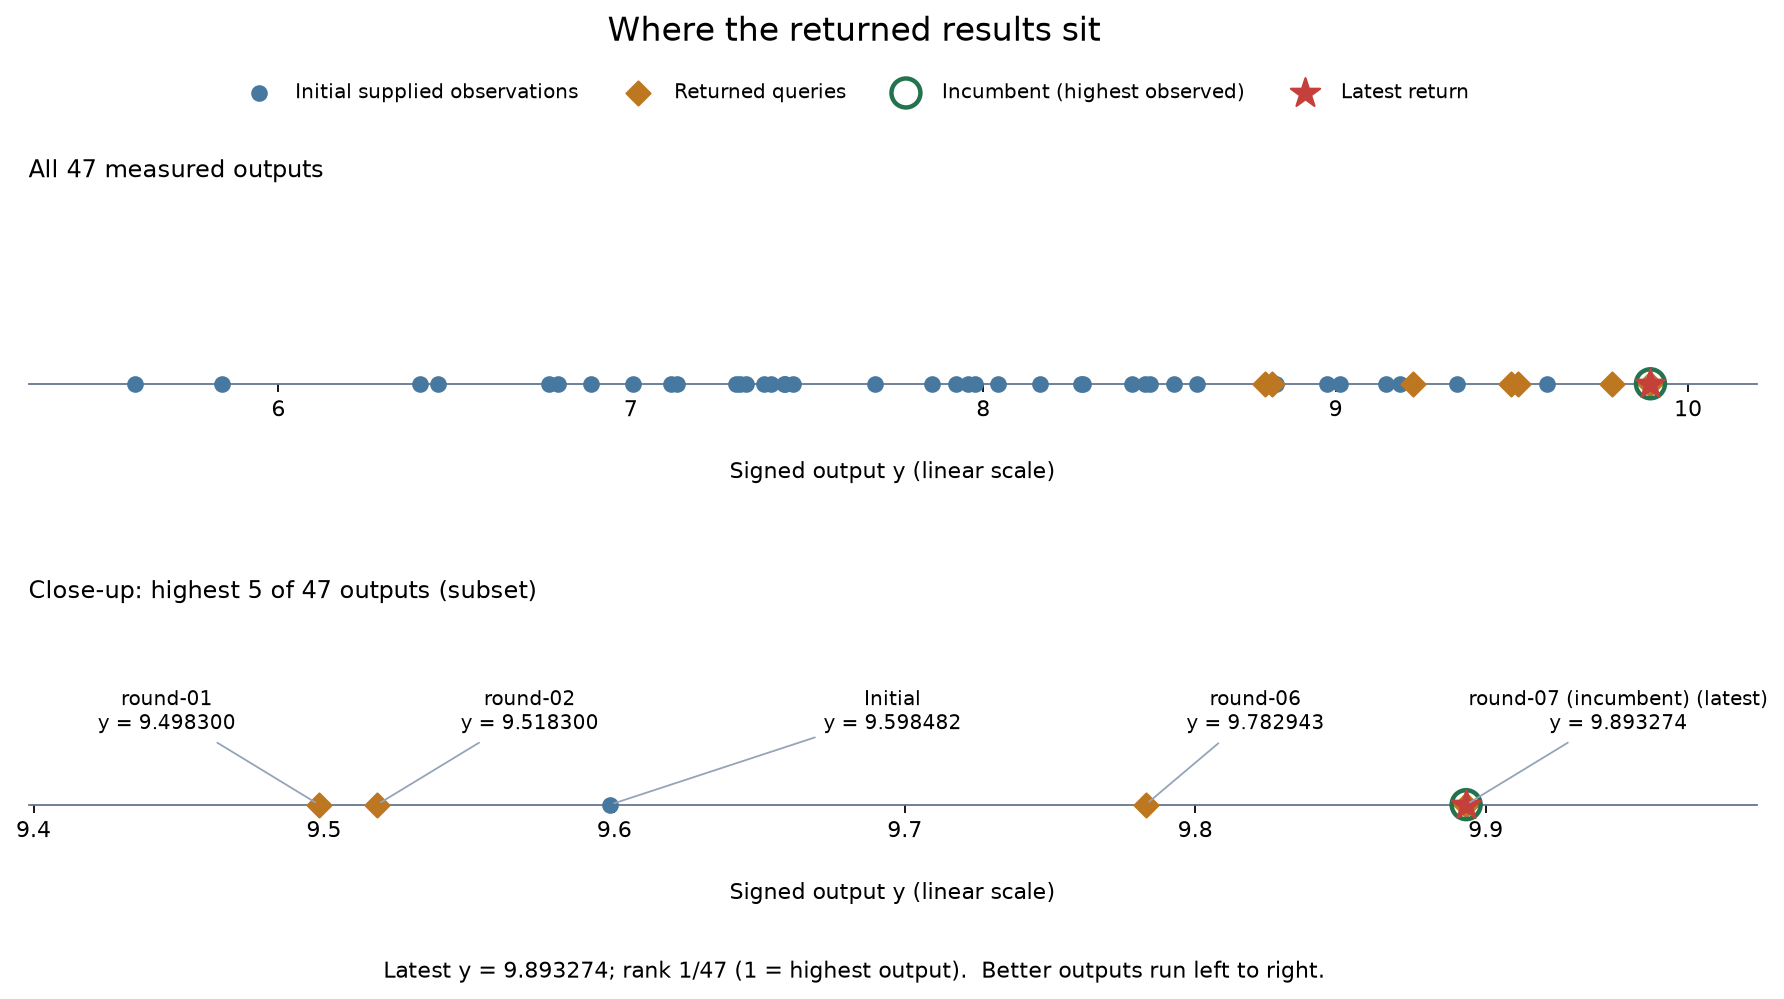 Where the returned results sit
Initial supplied observations
Returned queries
Incumbent (highest observed)
Latest return
All 47 measured outputs
6
7
8
9
10
Signed output y (linear scale)
Close-up: highest 5 of 47 outputs (subset)
round-01
y = 9.498300
round-02
y = 9.518300
Initial
y = 9.598482
round-06
y = 9.782943
round-07 (incumbent) (latest)
y = 9.893274
9.4
9.5
9.6
9.7
9.8
9.9
Signed output y (linear scale)
Latest y = 9.893274; rank 1/47 (1 = highest output).  Better outputs run left to right.